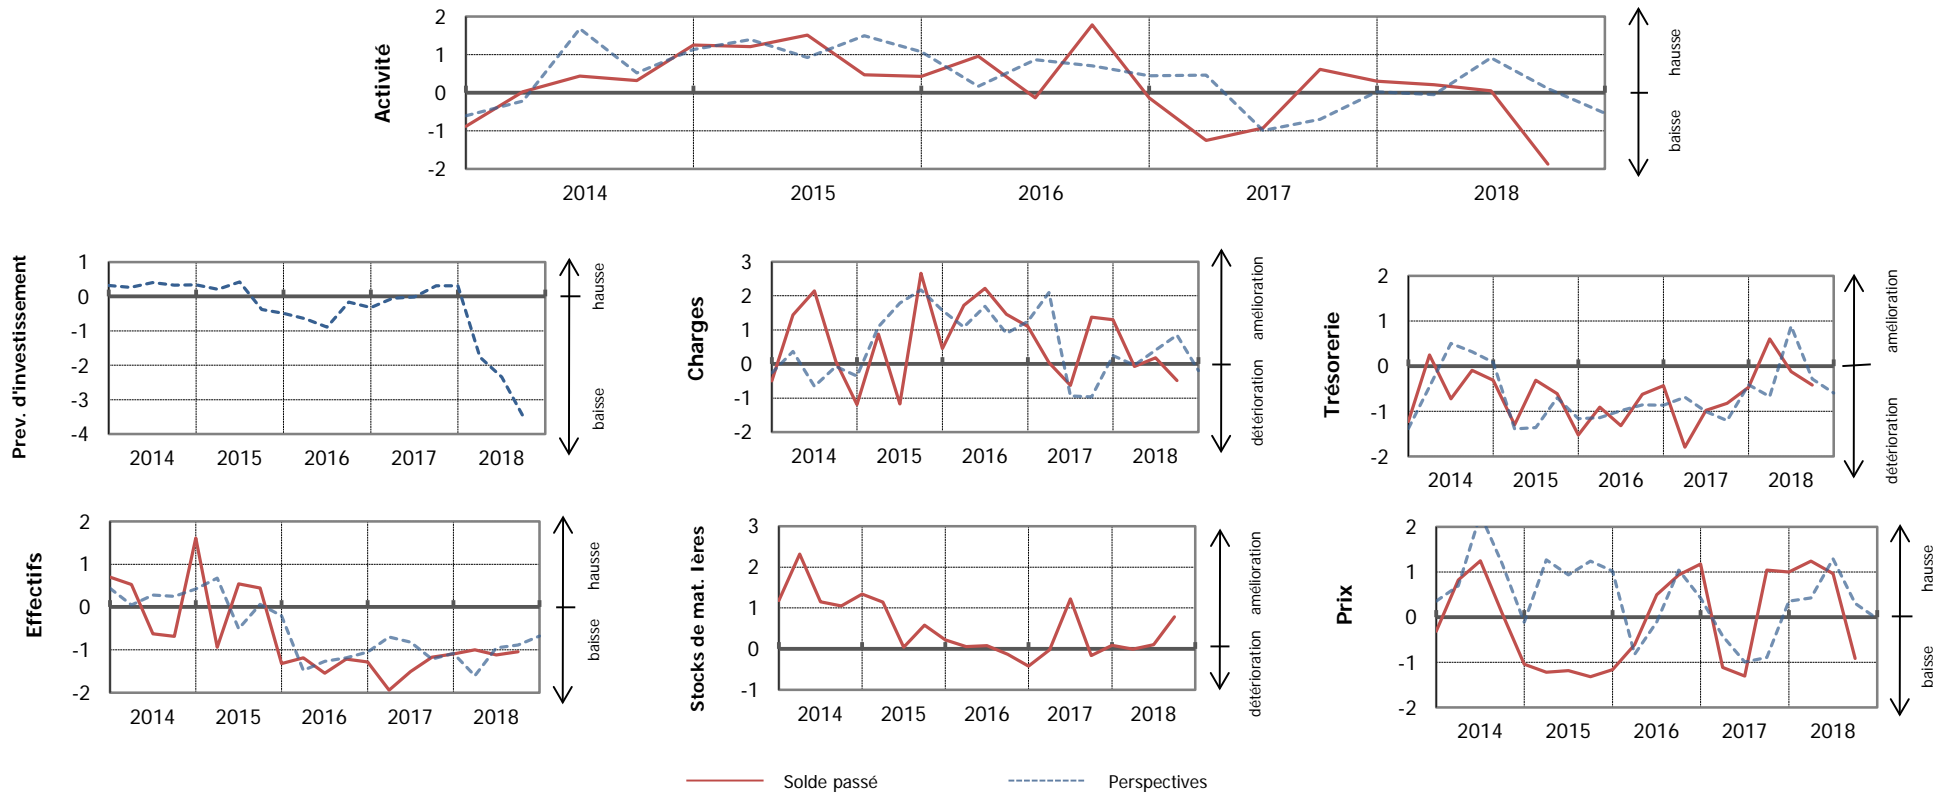 Activité
2
1
0
-1
-2
2014 2015 2016 2017 2018
hausse
baisse
Prev. d'investissement
1
0
-1
-2
-3
-4
2014 2015 2016 2017 2018
hausse
baisse
Charges
3
2
1
0
-1
-2
2014 2015 2016 2017 2018
amélioration
détérioration
Trésorerie
2
1
0
-1
-2
2014 2015 2016 2017 2018
amélioration
détérioration
Effectifs
2
1
0
-1
-2
2014 2015 2016 2017 2018
hausse
baisse
Stocks de mat. Ières
3
2
1
0
-1
2014 2015 2016 2017 2018
amélioration
détérioration
Prix
2
1
0
-1
-2
2014 2015 2016 2017 2018
hausse
baisse
Solde passé Perspectives